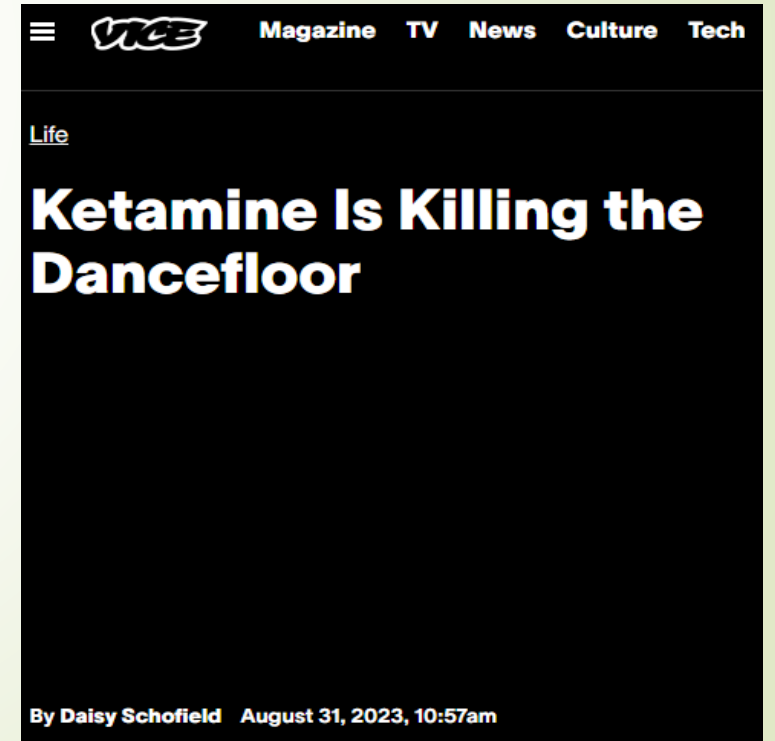 VICE Magazine TV News Culture Tech
Life
Ketamine Is Killing the
Dancefloor
By Daisy Schofield August 31, 2023, 10:57am